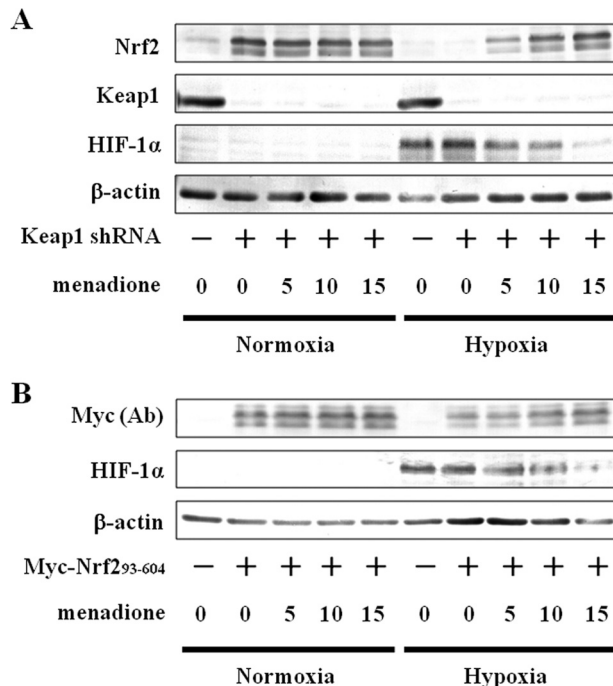 A
Nrf2
Keap1
HIF-1α
β-actin
Keap1 shRNA − + + + + − + + + +
menadione 0 0 5 10 15 0 0 5 10 15
Normoxia Hypoxia
B
Myc (Ab)
HIF-1α
β-actin
Myc-Nrf2₉₃₋₆₀₄ − + + + + − + + + +
menadione 0 0 5 10 15 0 0 5 10 15
Normoxia Hypoxia